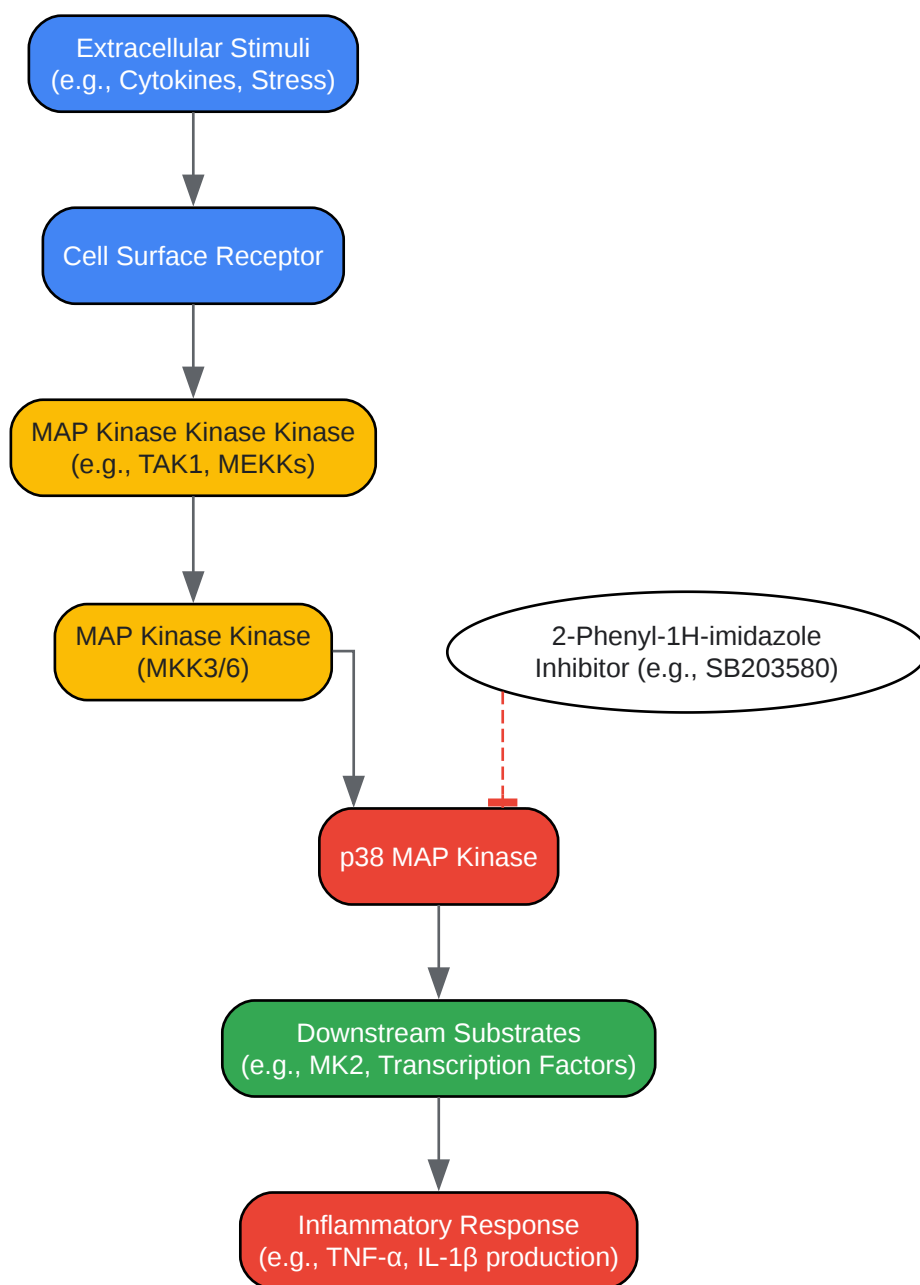 Extracellular Stimuli
(e.g., Cytokines, Stress)
Cell Surface Receptor
MAP Kinase Kinase Kinase
(e.g., TAK1, MEKKs)
MAP Kinase Kinase
(MKK3/6)
2-Phenyl-1H-imidazole
Inhibitor (e.g., SB203580)
p38 MAP Kinase
Downstream Substrates
(e.g., MK2, Transcription Factors)
Inflammatory Response
(e.g., TNF-α, IL-1β production)